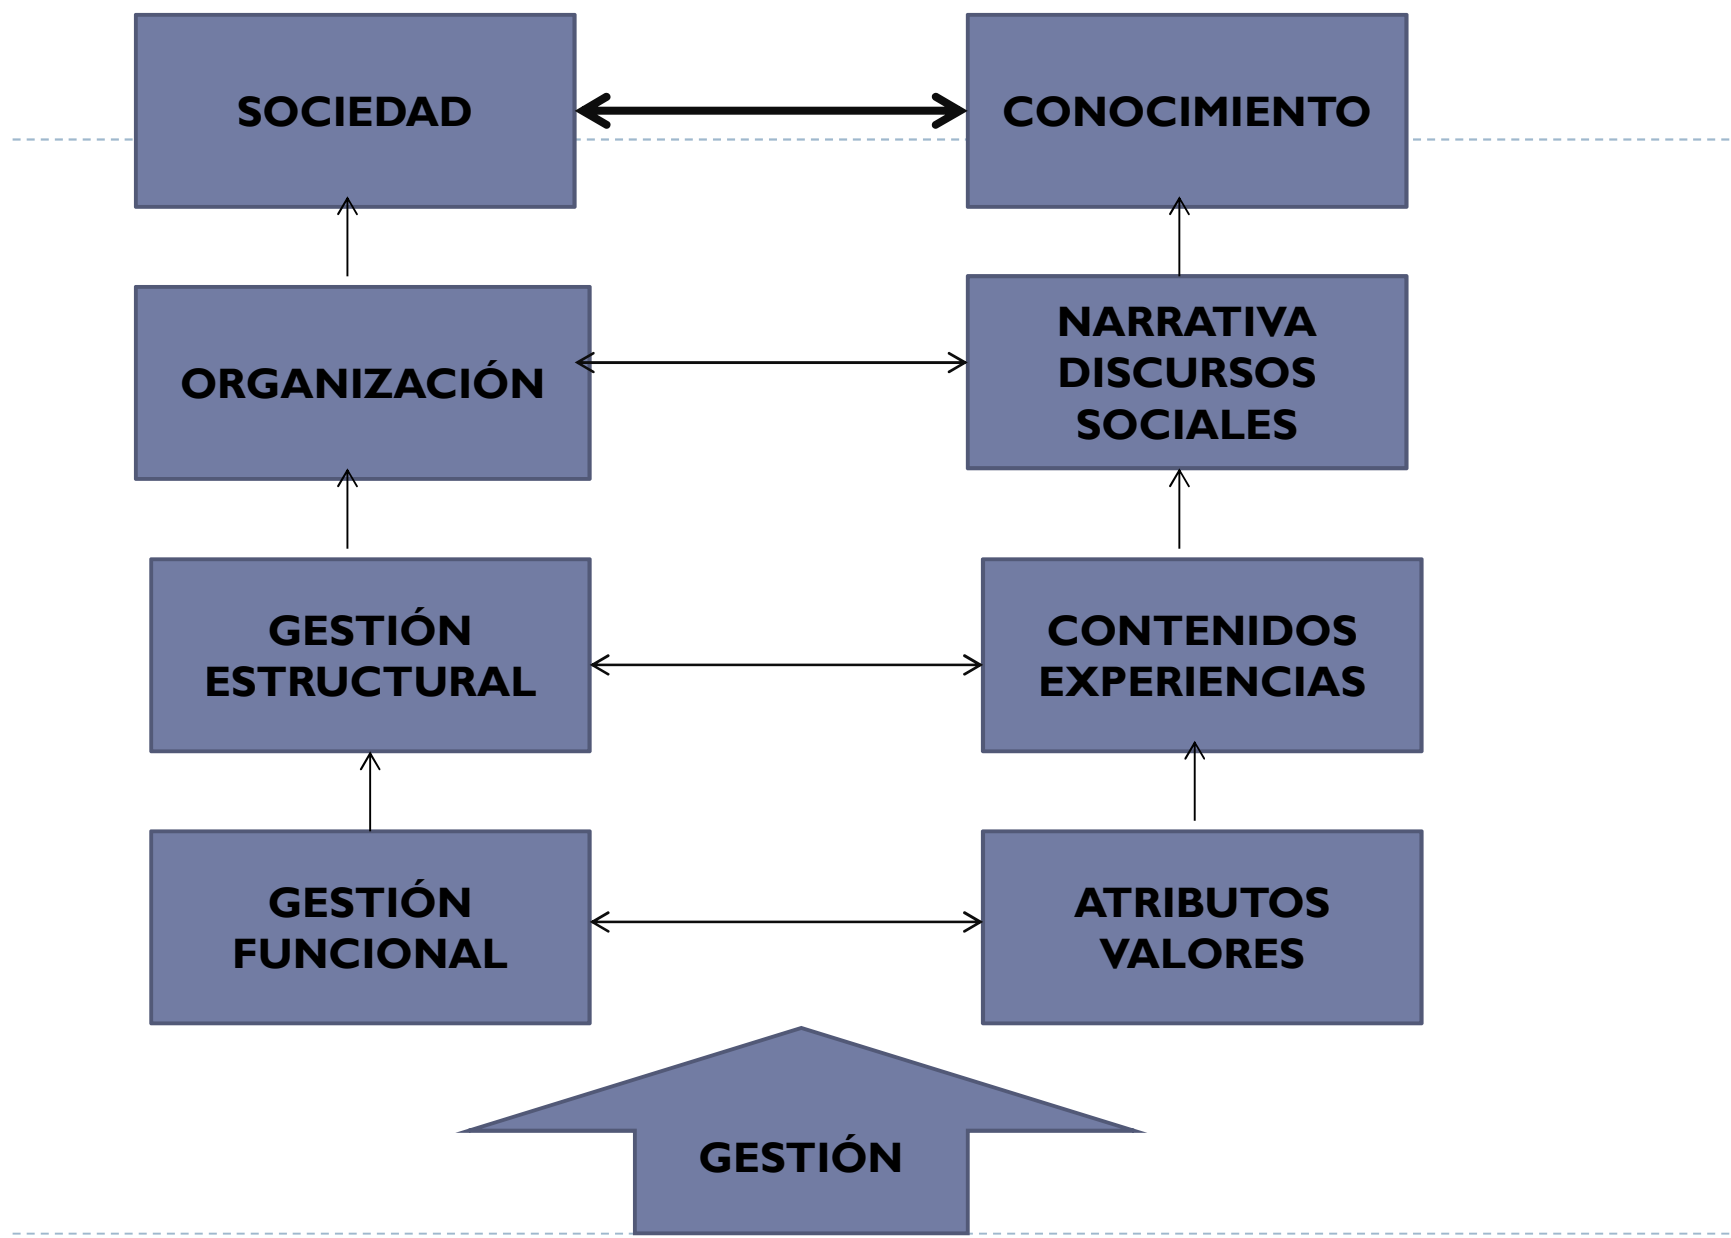 SOCIEDAD
CONOCIMIENTO
ORGANIZACIÓN
NARRATIVA
DISCURSOS
SOCIALES
GESTIÓN
ESTRUCTURAL
CONTENIDOS
EXPERIENCIAS
GESTIÓN
FUNCIONAL
ATRIBUTOS
VALORES
GESTIÓN